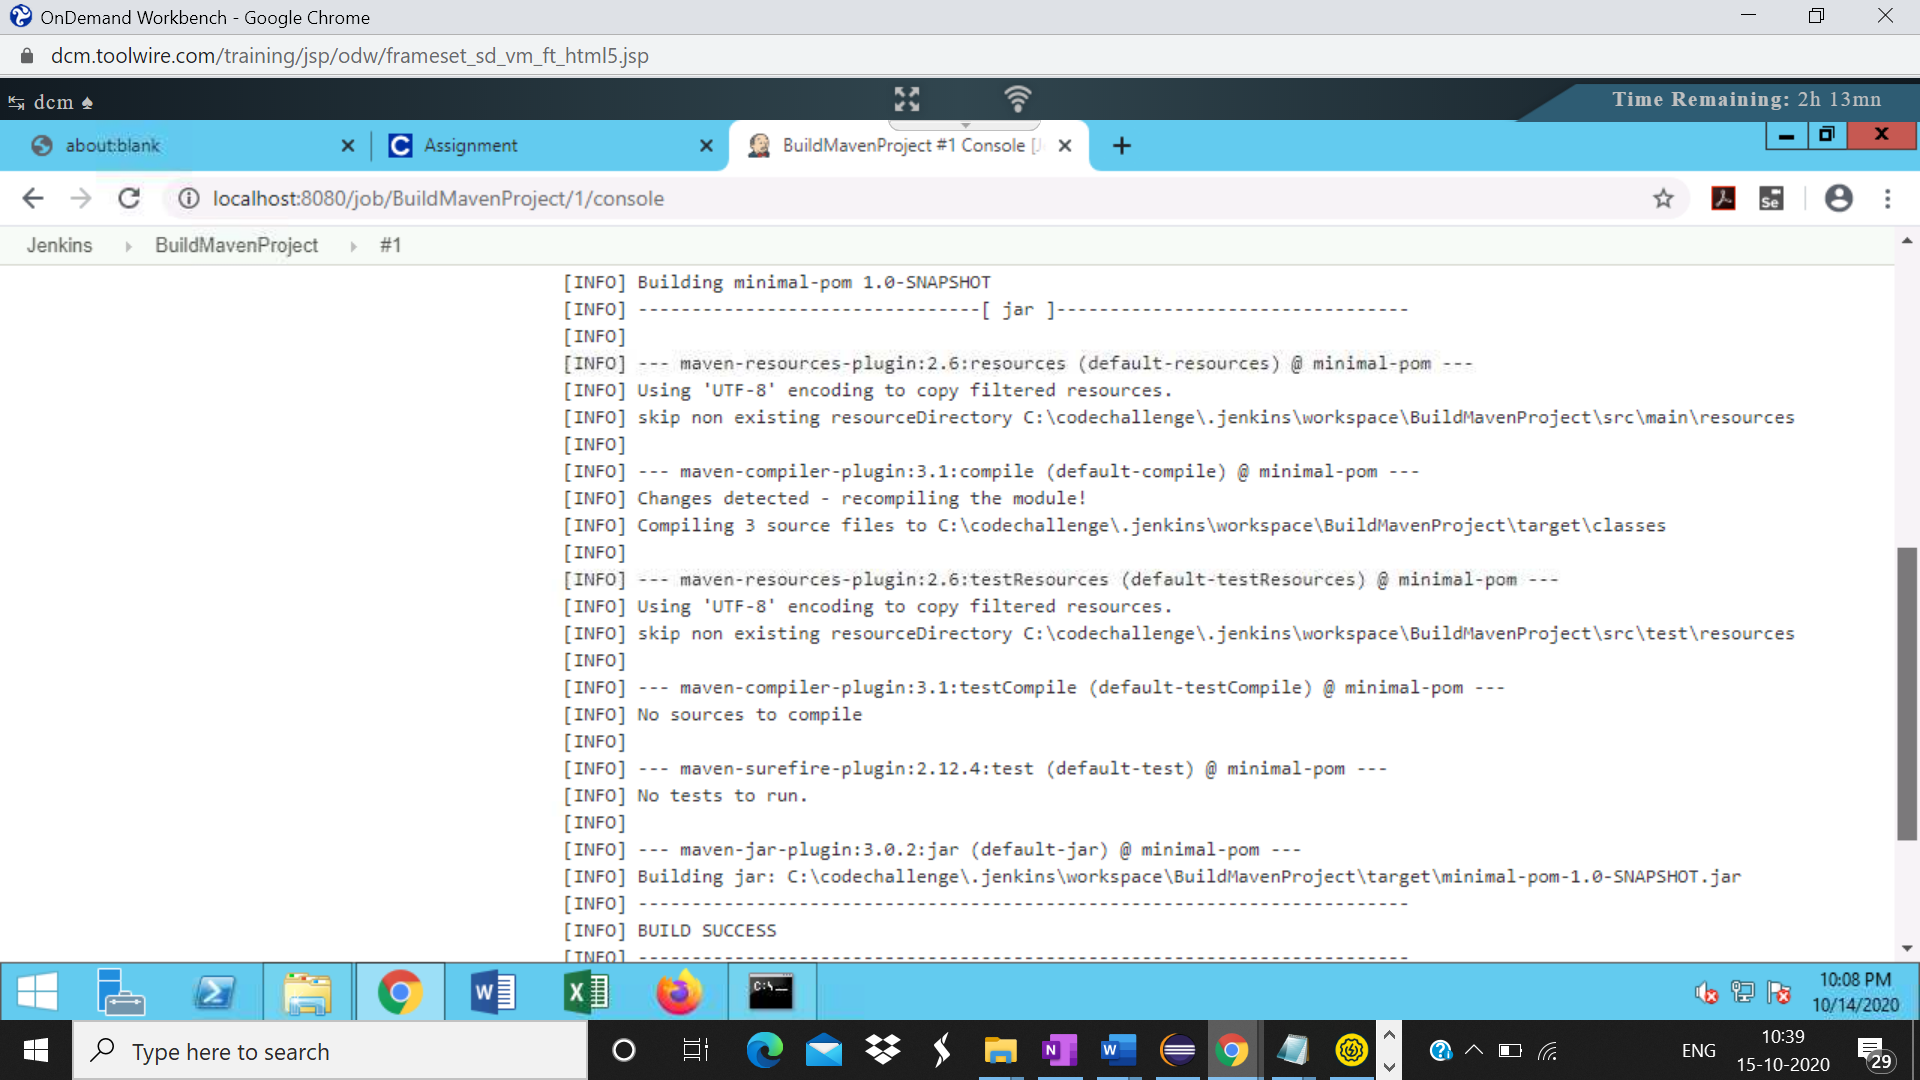 OnDemand Workbench - Google Chrome
dcm.toolwire.com/training/jsp/odw/frameset_sd_vm_ft_html5.jsp
dcm ♠
Time Remaining: 2h 13mn
about:blank
Assignment
BuildMavenProject #1 Console [J
localhost:8080/job/BuildMavenProject/1/console
Se
Jenkins
BuildMavenProject
#1
[INFO] Building minimal-pom 1.0-SNAPSHOT
[INFO] --------------------------------[ jar ]---------------------------------
[INFO]
[INFO] --- maven-resources-plugin:2.6:resources (default-resources) @ minimal-pom ---
[INFO] Using 'UTF-8' encoding to copy filtered resources.
[INFO] skip non existing resourceDirectory C:\codechallenge\.jenkins\workspace\BuildMavenProject\src\main\resources
[INFO]
[INFO] --- maven-compiler-plugin:3.1:compile (default-compile) @ minimal-pom ---
[INFO] Changes detected - recompiling the module!
[INFO] Compiling 3 source files to C:\codechallenge\.jenkins\workspace\BuildMavenProject\target\classes
[INFO]
[INFO] --- maven-resources-plugin:2.6:testResources (default-testResources) @ minimal-pom ---
[INFO] Using 'UTF-8' encoding to copy filtered resources.
[INFO] skip non existing resourceDirectory C:\codechallenge\.jenkins\workspace\BuildMavenProject\src\test\resources
[INFO]
[INFO] --- maven-compiler-plugin:3.1:testCompile (default-testCompile) @ minimal-pom ---
[INFO] No sources to compile
[INFO]
[INFO] --- maven-surefire-plugin:2.12.4:test (default-test) @ minimal-pom ---
[INFO] No tests to run.
[INFO]
[INFO] --- maven-jar-plugin:3.0.2:jar (default-jar) @ minimal-pom ---
[INFO] Building jar: C:\codechallenge\.jenkins\workspace\BuildMavenProject\target\minimal-pom-1.0-SNAPSHOT.jar
[INFO] ------------------------------------------------------------------------
[INFO] BUILD SUCCESS
[INFO] ------------------------------------------------------------------------
10:08 PM
10/14/2020
Type here to search
ENG
10:39
15-10-2020
29